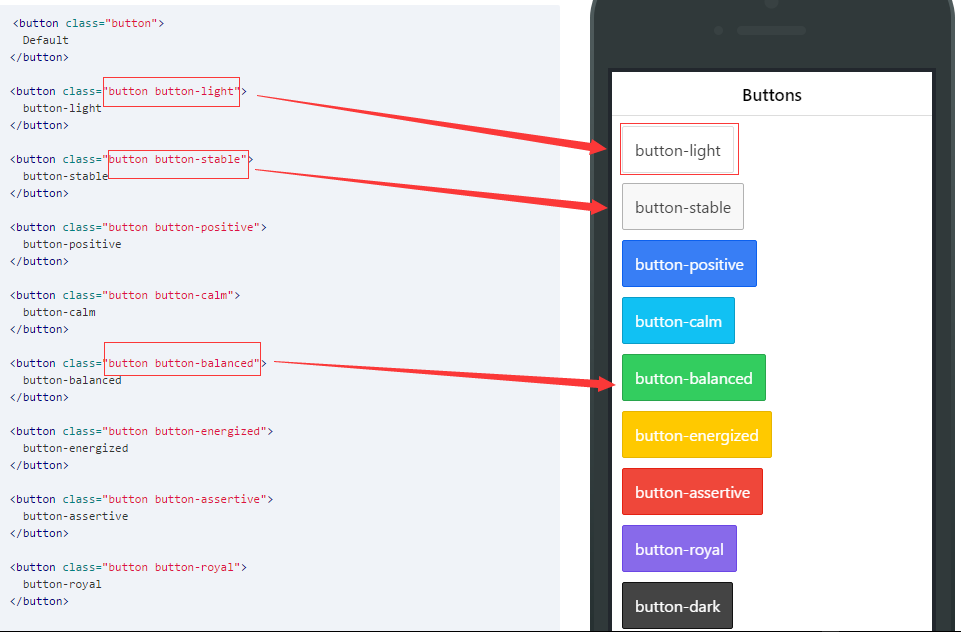 <button class="button">
Default
</button>
<button class="button button-light">
button-light
</button>
<button class="button button-stable">
button-stable
</button>
<button class="button button-positive">
button-positive
</button>
<button class="button button-calm">
button-calm
</button>
<button class="button button-balanced">
button-balanced
</button>
<button class="button button-energized">
button-energized
</button>
<button class="button button-assertive">
button-assertive
</button>
<button class="button button-royal">
button-royal
</button>
Buttons
button-light
button-stable
button-positive
button-calm
button-balanced
button-energized
button-assertive
button-royal
button-dark